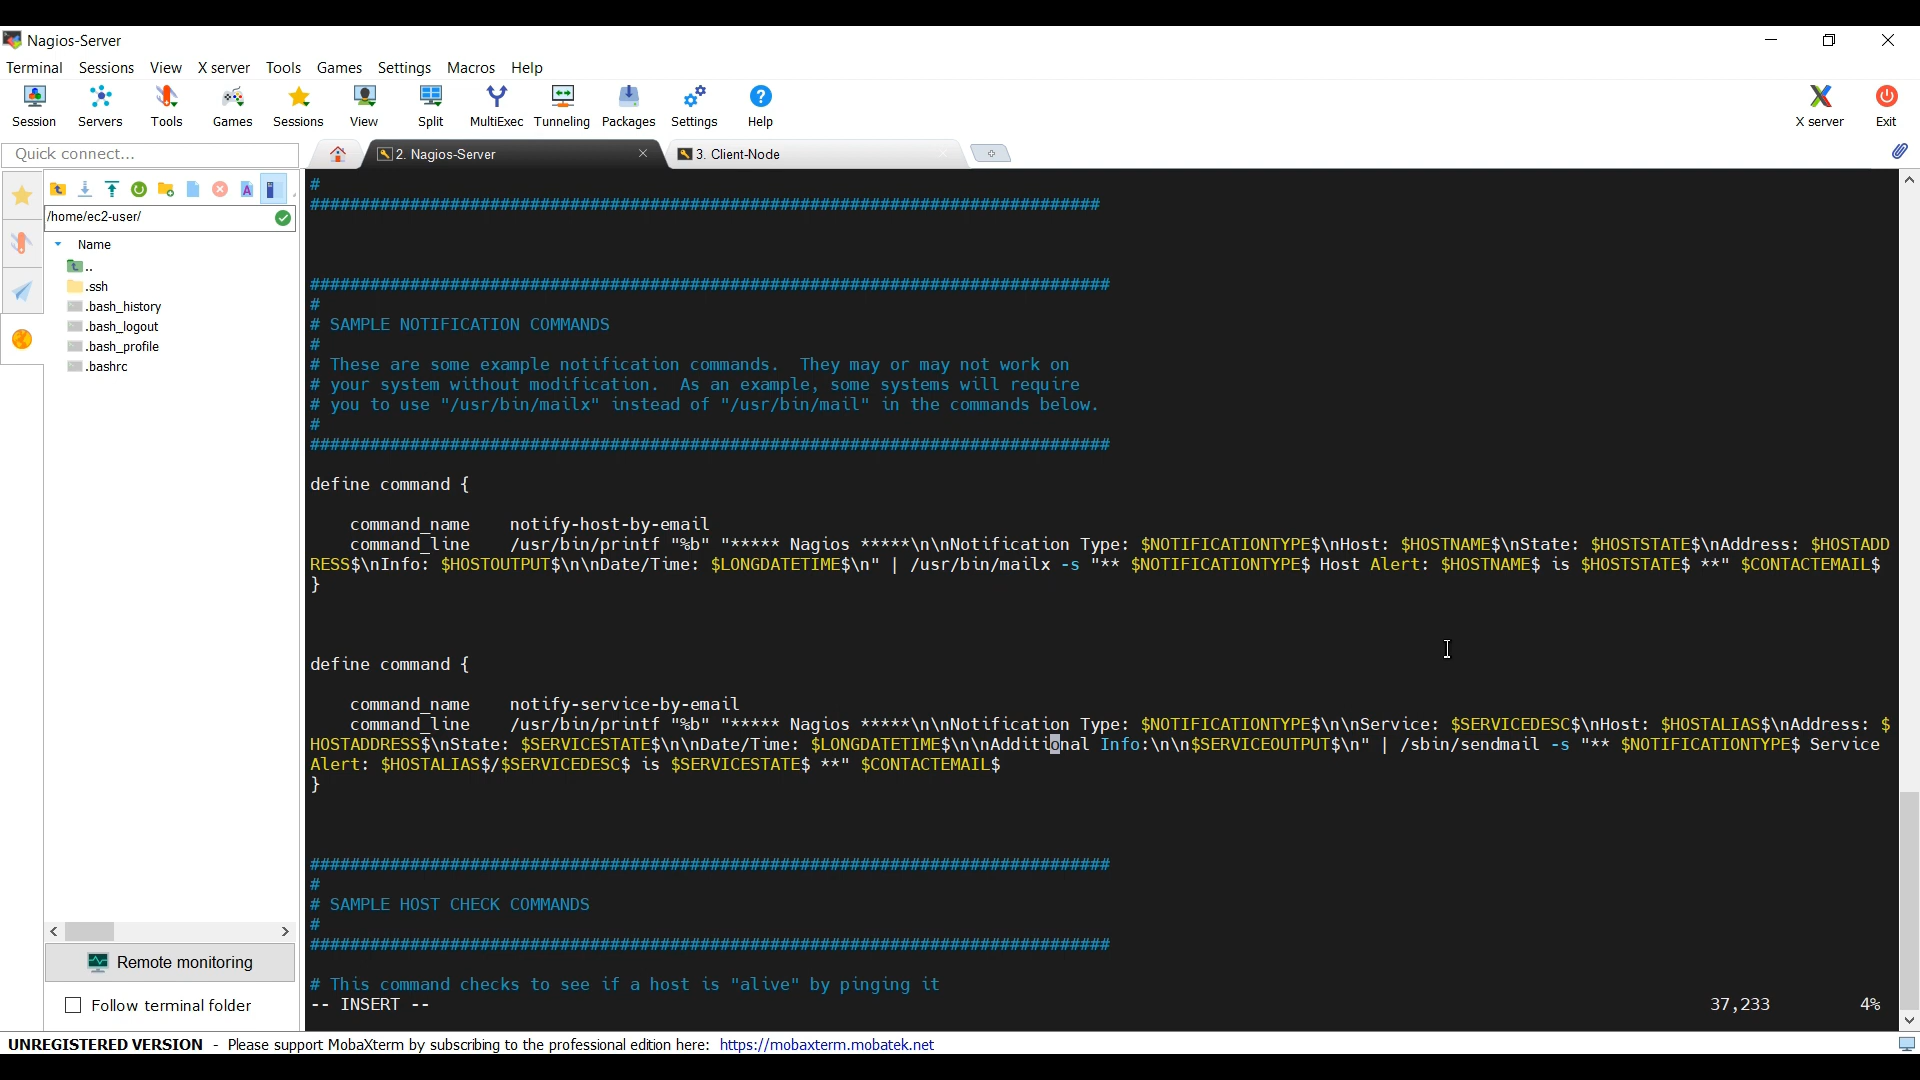 Nagios-Server
Terminal Sessions View X server Tools Games Settings Macros Help
Session Servers Tools Games Sessions View Split MultiExec Tunneling Packages Settings Help X server Exit
Quick connect...
2. Nagios-Server
3. Client-Node
/home/ec2-user/
Name
..
.ssh
.bash_history
.bash_logout
.bash_profile
.bashrc
Remote monitoring
Follow terminal folder
#
###############################################################################
################################################################################
#
# SAMPLE NOTIFICATION COMMANDS
#
# These are some example notification commands.  They may or may not work on
# your system without modification.  As an example, some systems will require
# you to use "/usr/bin/mailx" instead of "/usr/bin/mail" in the commands below.
#
################################################################################
define command {
command_name    notify-host-by-email
command_line    /usr/bin/printf "%b" "***** Nagios *****\n\nNotification Type: $NOTIFICATIONTYPE$\nHost: $HOSTNAME$\nState: $HOSTSTATE$\nAddress: $HOSTADD
RESS$\nInfo: $HOSTOUTPUT$\n\nDate/Time: $LONGDATETIME$\n" | /usr/bin/mailx -s "** $NOTIFICATIONTYPE$ Host Alert: $HOSTNAME$ is $HOSTSTATE$ **" $CONTACTEMAIL$
}
define command {
command_name    notify-service-by-email
command_line    /usr/bin/printf "%b" "***** Nagios *****\n\nNotification Type: $NOTIFICATIONTYPE$\n\nService: $SERVICEDESC$\nHost: $HOSTALIAS$\nAddress: $
HOSTADDRESS$\nState: $SERVICESTATE$\n\nDate/Time: $LONGDATETIME$\n\nAdditional Info:\n\n$SERVICEOUTPUT$\n" | /sbin/sendmail -s "** $NOTIFICATIONTYPE$ Service
Alert: $HOSTALIAS$/$SERVICEDESC$ is $SERVICESTATE$ **" $CONTACTEMAIL$
}
################################################################################
#
# SAMPLE HOST CHECK COMMANDS
#
################################################################################
# This command checks to see if a host is "alive" by pinging it
-- INSERT -- 37,233 4%
UNREGISTERED VERSION - Please support MobaXterm by subscribing to the professional edition here: https://mobaxterm.mobatek.net